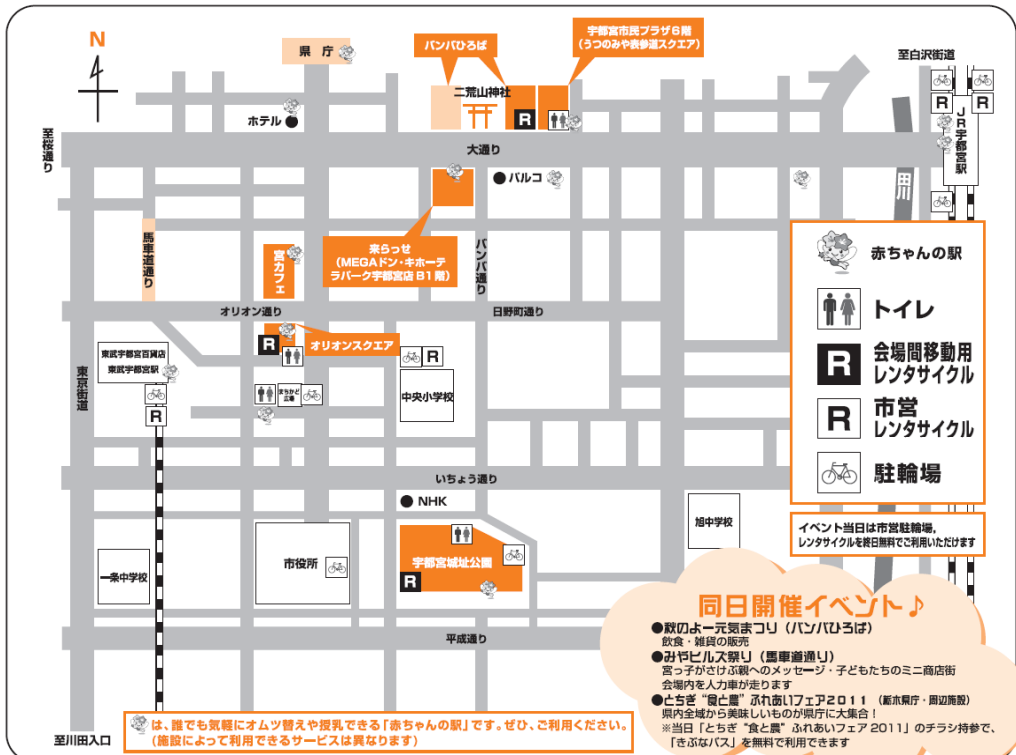 N
県庁
バンバひろば
宇都宮市民プラザ6階
(うつのみや表参道スクエア)
至白沢街道
二荒山神社
R
R
R
JR宇都宮駅
ホテル
至桜通り
大通り
パルコ
田川
馬車道通り
宮カフェ
来らっせ
(MEGAドン・キホーテ
ラパーク宇都宮店 B1階)
バンバ通り
オリオン通り
日野町通り
R
オリオンスクエア
R
東武宇都宮百貨店
東武宇都宮駅
R
東京街道
まちかど
広場
中央小学校
いちょう通り
NHK
旭中学校
一条中学校
市役所
宇都宮城址公園
R
平成通り
至川田入口
赤ちゃんの駅
トイレ
R
会場間移動用
レンタサイクル
R
市営
レンタサイクル
駐輪場
イベント当日は市営駐輪場,
レンタサイクルを終日無料でご利用いただけます
同日開催イベント♪
●秋のよー元気まつり(バンバひろば)
飲食・雑貨の販売
●みやヒルズ祭り(馬車道通り)
宮っ子がさけぶ親へのメッセージ・子どもたちのミニ商店街
会場内を人力車が走ります
●とちぎ“食と農”ふれあいフェア2011 (栃木県庁・周辺施設)
県内全域から美味しいものが県庁に大集合!
※当日「とちぎ “食と農” ふれあいフェア2011」のチラシ持参で、
「きぶなバス」を無料で利用できます
は、誰でも気軽にオムツ替えや授乳できる「赤ちゃんの駅」です。ぜひ、ご利用ください。
(施設によって利用できるサービスは異なります)